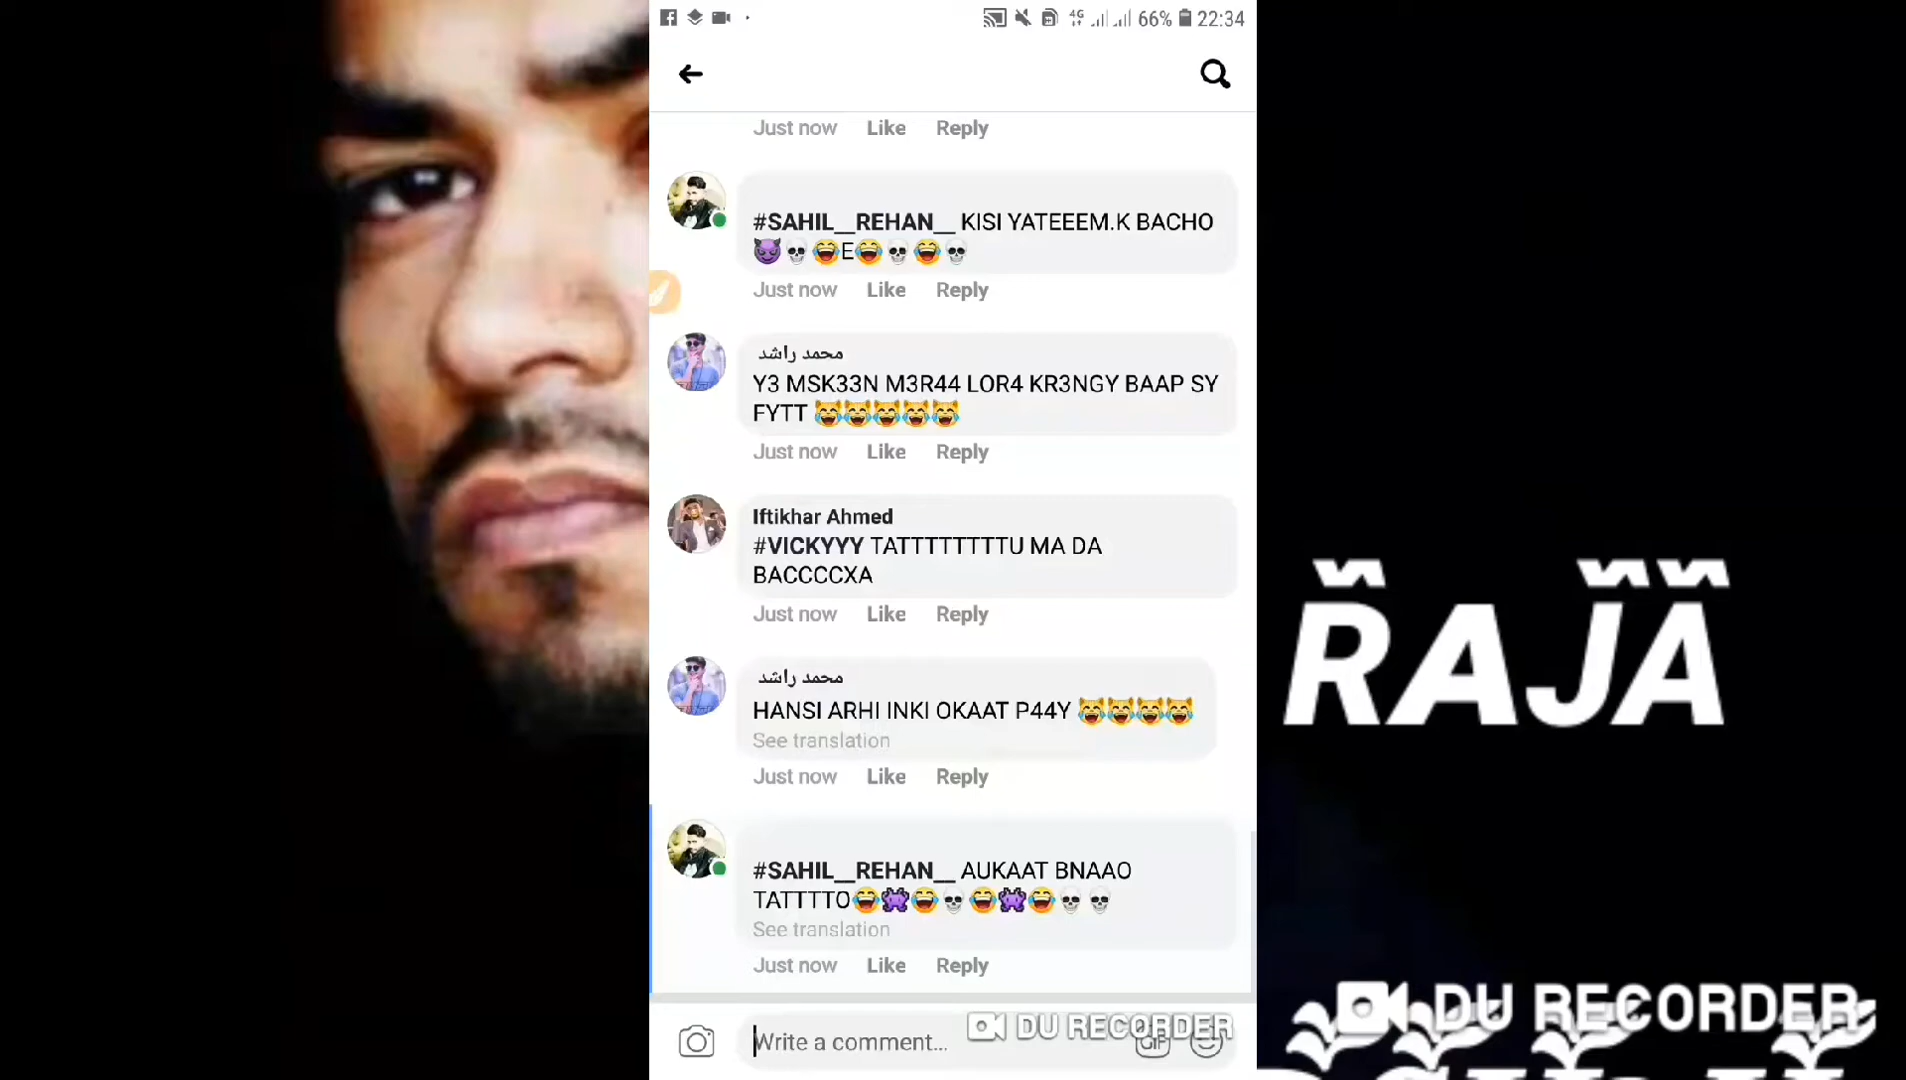 4G 66% 22:34
Just now Like Reply
#SAHIL__REHAN__ KISI YATEEEM.K BACHO
😈💀😂E😂💀😂💀
Just now Like Reply
محمد راشد
Y3 MSK33N M3R44 LOR4 KR3NGY BAAP SY
FYTT 😹😹😹😹😹
Just now Like Reply
Iftikhar Ahmed
#VICKYYY TATTTTTTTTU MA DA
BACCCCXA
Just now Like Reply
محمد راشد
HANSI ARHI INKI OKAAT P44Y 😹😹😹😹
See translation
Just now Like Reply
#SAHIL__REHAN__ AUKAAT BNAAO
TATTTTO😂👾😂💀😂👾😂💀💀
See translation
Just now Like Reply
Write a comment...
GIF
DU RECORDER
RAJA
DU RECORDER